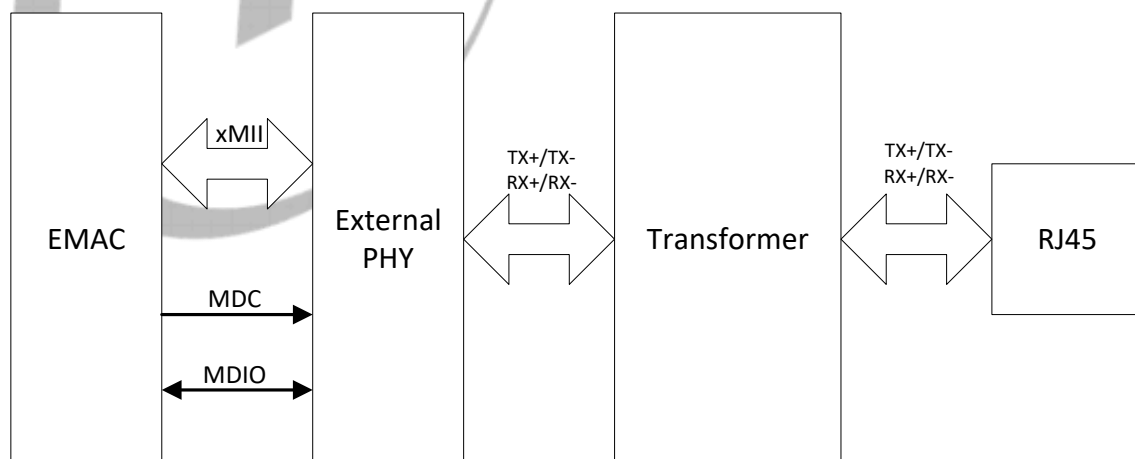 xMII
TX+/TX-
RX+/RX-
TX+/TX-
RX+/RX-
EMAC
External
PHY
Transformer
RJ45
MDC
MDIO